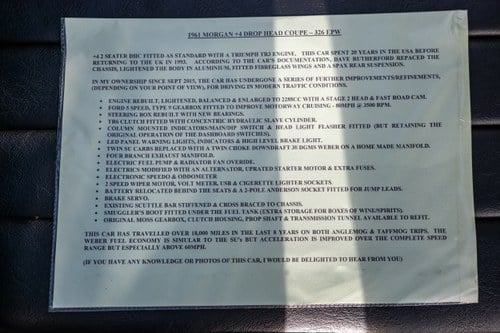 1961 MORGAN +4 DROP HEAD COUPE – 326 LPW
+4 2 SEATER DHC FITTED AS STANDARD WITH A TRIUMPH TR3 ENGINE. THIS CAR SPENT 20 YEARS IN THE USA BEFORE
RETURNING TO THE UK IN 1993. ACCORDING TO THE CAR'S DOCUMENTATION, DAVE RUTHERFORD REPACED THE
CHASSIS, LIGHTENED THE BODY IN ALUMINIUM, FITTED FIBREGLASS WINGS AND A SPAX REAR SUSPENSION.
IN MY OWNERSHIP SINCE SEPT 2015, THE CAR HAS UNDERGONE A SERIES OF FURTHER IMPROVEMENTS/REFINEMENTS,
(DEPENDING ON YOUR POINT OF VIEW), FOR DRIVING IN MODERN TRAFFIC CONDITIONS.
• ENGINE REBUILT, LIGHTENED, BALANCED & ENLARGED TO 2288CC WITH A STAGE 2 HEAD & FAST ROAD CAM.
• FORD 5 SPEED, TYPE 9 GEARBOX FITTED TO IMPROVE MOTORWAY CRUISING - 80MPH @ 3500 RPM.
• STEERING BOX REBUILT WITH NEW BEARINGS.
• TR6 CLUTCH FITTED WITH CONCENTRIC HYDRAULIC SLAVE CYLINDER.
• COLUMN MOUNTED INDICATORS/MAIN/DIP SWITCH & HEAD LIGHT FLASHER FITTED (BUT RETAINING THE
ORIGINAL OPERATION OF THE DASHBOARD SWITCHES).
• LED PANEL WARNING LIGHTS, INDICATORS & HIGH LEVEL BRAKE LIGHT.
• TWIN SU CARBS REPLACED WITH A TWIN CHOKE DOWNDRAFT 38 DGMS WEBER ON A HOME MADE MANIFOLD.
• FOUR BRANCH EXHAUST MANIFOLD.
• ELECTRIC FUEL PUMP & RADIATOR FAN OVERIDE.
• ELECTRICS MODIFIED WITH AN ALTERNATOR, UPRATED STARTER MOTOR & EXTRA FUSES.
• ELECTRONIC SPEEDO & ODOMETER
• 2 SPEED WIPER MOTOR, VOLT METER, USB & CIGERETTE LIGHTER SOCKETS.
• BATTERY RELOCATED BEHIND THE SEATS & A 2-POLE ANDERSON SOCKET FITTED FOR JUMP LEADS.
• BRAKE SERVO.
• EXISTING SCUTTLE BAR STIFFENED & CROSS BRACED TO CHASSIS.
• SMUGGLER'S BOOT FITTED UNDER THE FUEL TANK (EXTRA STORAGE FOR BOXES OF WINE/SPIRITS).
• ORIGINAL MOSS GEARBOX, CLUTCH HOUSING, PROP SHAFT & TRANSMISSION TUNNEL AVAILABLE TO REFIT.
THIS CAR HAS TRAVELLED OVER 18,000 MILES IN THE LAST 8 YEARS ON BOTH ANGLEMOG & TAFFMOG TRIPS. THE
WEBER FUEL ECONOMY IS SIMILAR TO THE SU's BUT ACCELERATION IS IMPROVED OVER THE COMPLETE SPEED
RANGE BUT ESPECIALLY ABOVE 60MPH.
(IF YOU HAVE ANY KNOWLEDGE OR PHOTOS OF THIS CAR, I WOULD BE DELIGHTED TO HEAR FROM YOU)